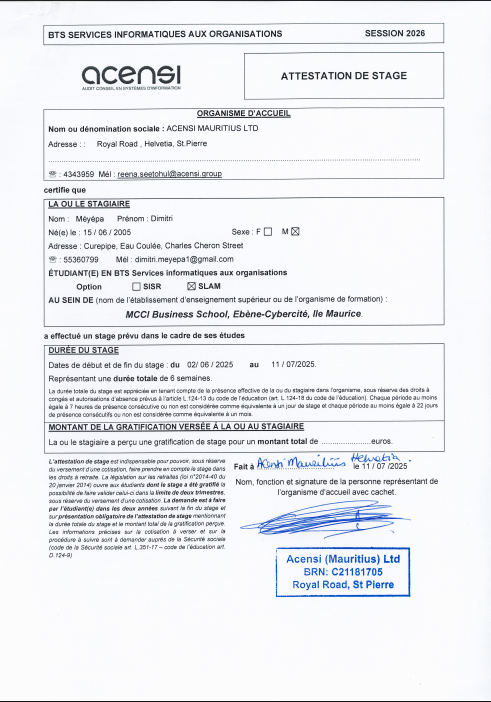 BTS SERVICES INFORMATIQUES AUX ORGANISATIONS SESSION 2026
acensi
AUDIT CONSEIL EN SYSTÈMES D'INFORMATION
ATTESTATION DE STAGE
ORGANISME D'ACCUEIL
Nom ou dénomination sociale : ACENSI MAURITIUS LTD
Adresse : : Royal Road , Helvetia, St.Pierre
☏ : 4343959 Mél : reena.seetohul@acensi.group
certifie que
LA OU LE STAGIAIRE
Nom : Mèyépa Prénom : Dimitri
Né(e) le : 15 / 06 / 2005 Sexe : F ☐ M ☒
Adresse : Curepipe, Eau Coulée, Charles Cheron Street
☏ : 55360799 Mél : dimitri.meyepa1@gmail.com
ÉTUDIANT(E) EN BTS Services informatiques aux organisations
Option ☐ SISR ☒ SLAM
AU SEIN DE (nom de l'établissement d'enseignement supérieur ou de l'organisme de formation) :
MCCI Business School, Ebène-Cybercité, Ile Maurice.
a effectué un stage prévu dans le cadre de ses études
DURÉE DU STAGE
Dates de début et de fin du stage : du 02/ 06 / 2025 au 11 / 07/2025.
Représentant une durée totale de 6 semaines.
La durée totale du stage est appréciée en tenant compte de la présence effective de la ou du stagiaire dans l'organisme, sous réserve des droits à
congés et autorisations d'absence prévus à l'article L.124-13 du code de l'éducation (art. L.124-18 du code de l'éducation). Chaque période au moins
égale à 7 heures de présence consécutive ou non est considérée comme équivalente à un jour de stage et chaque période au moins égale à 22 jours
de présence consécutifs ou non est considérée comme équivalente à un mois.
MONTANT DE LA GRATIFICATION VERSÉE À LA OU AU STAGIAIRE
La ou le stagiaire a perçu une gratification de stage pour un montant total de ........................euros.
L'attestation de stage est indispensable pour pouvoir, sous réserve
du versement d'une cotisation, faire prendre en compte le stage dans
les droits à retraite. La législation sur les retraites (loi n°2014-40 du
20 janvier 2014) ouvre aux étudiants dont le stage a été gratifié la
possibilité de faire valider celui-ci dans la limite de deux trimestres,
sous réserve du versement d'une cotisation. La demande est à faire
par l'étudiant(e) dans les deux années suivant la fin du stage et
sur présentation obligatoire de l'attestation de stage mentionnant
la durée totale du stage et le montant total de la gratification perçue.
Les informations précises sur la cotisation à verser et sur la
procédure à suivre sont à demander auprès de la Sécurité sociale
(code de la Sécurité sociale art. L.351-17 – code de l'éducation art.
D.124-9)
Fait à Acensi Mauritius Helvetia le 11 / 07 /2025
Nom, fonction et signature de la personne représentant de
l'organisme d'accueil avec cachet.
Acensi (Mauritius) Ltd
BRN: C21181705
Royal Road, St Pierre